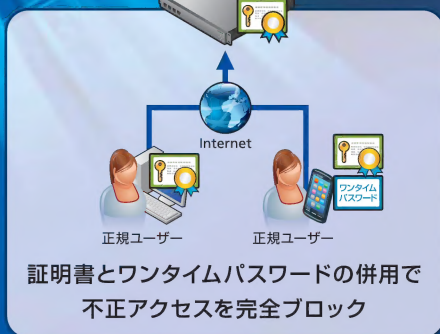 Internet
ワンタイム
パスワード
正規ユーザー
正規ユーザー
証明書とワンタイムパスワードの併用で
不正アクセスを完全ブロック